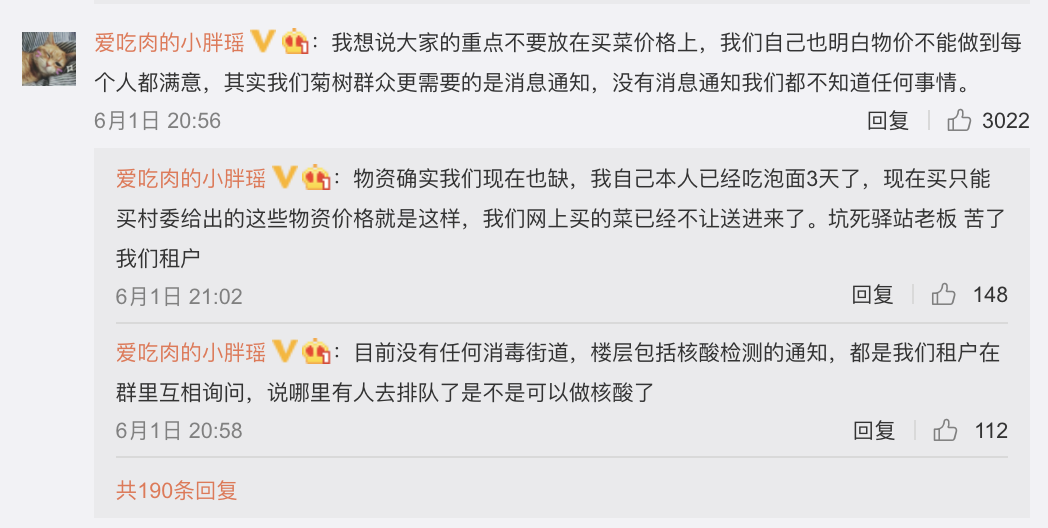 爱吃肉的小胖瑶：我想说大家的重点不要放在买菜价格上，我们自己也明白物价不能做到每
个人都满意，其实我们菊树群众更需要的是消息通知，没有消息通知我们都不知道任何事情。
6月1日 20:56 回复 3022
爱吃肉的小胖瑶：物资确实我们现在也缺，我自己本人已经吃泡面3天了，现在买只能
买村委给出的这些物资价格就是这样，我们网上买的菜已经不让送进来了。坑死驿站老板 苦了
我们租户
6月1日 21:02 回复 148
爱吃肉的小胖瑶：目前没有任何消毒街道，楼层包括核酸检测的通知，都是我们租户在
群里互相询问，说哪里有人去排队了是不是可以做核酸了
6月1日 20:58 回复 112
共190条回复